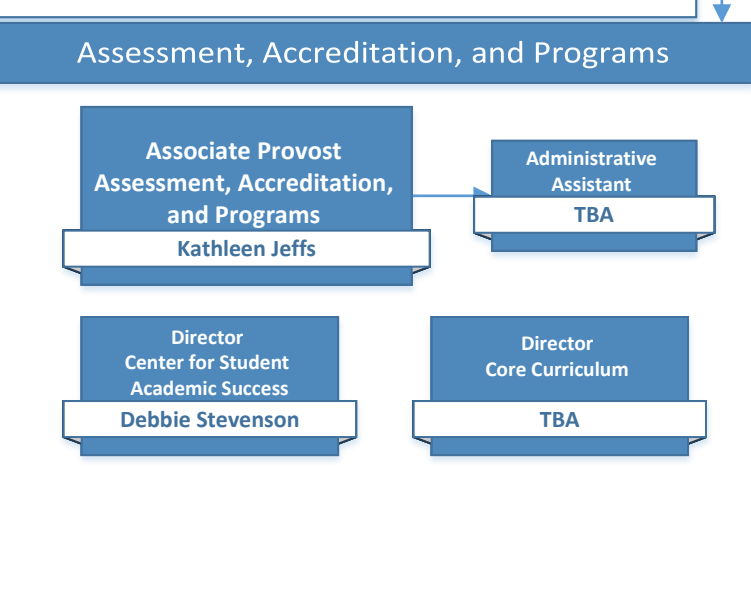 Assessment, Accreditation, and Programs
Associate Provost
Assessment, Accreditation,
and Programs
Kathleen Jeffs
Administrative
Assistant
TBA
Director
Center for Student
Academic Success
Debbie Stevenson
Director
Core Curriculum
TBA